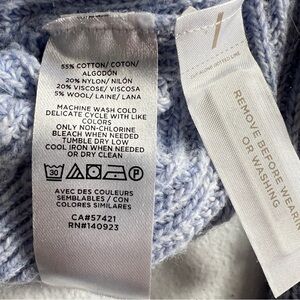 55% COTTON/ COTON/
ALGODÓN
20% NYLON/ NILÓN
20% VISCOSE/ VISCOSA
5% WOOL/ LAINE/ LANA
MACHINE WASH COLD
DELICATE CYCLE WITH LIKE
COLORS
ONLY NON-CHLORINE
BLEACH WHEN NEEDED
TUMBLE DRY LOW
COOL IRON WHEN NEEDED
OR DRY CLEAN
30
P
AVEC DES COULEURS
SEMBLABLES / CON
COLORES SIMILARES
CA#57421
RN#140923
DOTTED LINE
REMOVE BEFORE WEARING
OR WASHING